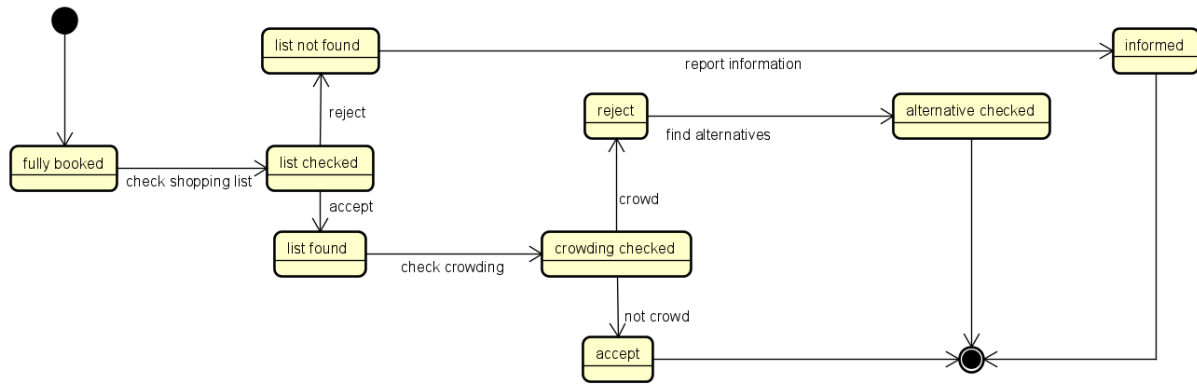 list not found
informed
report information
reject
alternative checked
reject
find alternatives
fully booked
list checked
check shopping list
accept
crowd
list found
crowding checked
check crowding
not crowd
accept